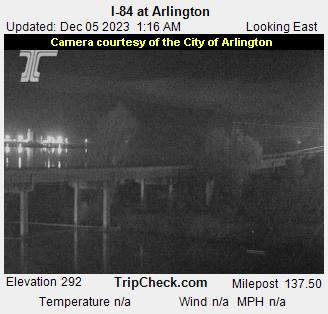 I-84 at Arlington
Updated: Dec 05 2023 1:16 AM Looking East
Camera courtesy of the City of Arlington
Elevation 292 TripCheck.com Milepost 137.50
Temperature n/a Wind n/a MPH n/a